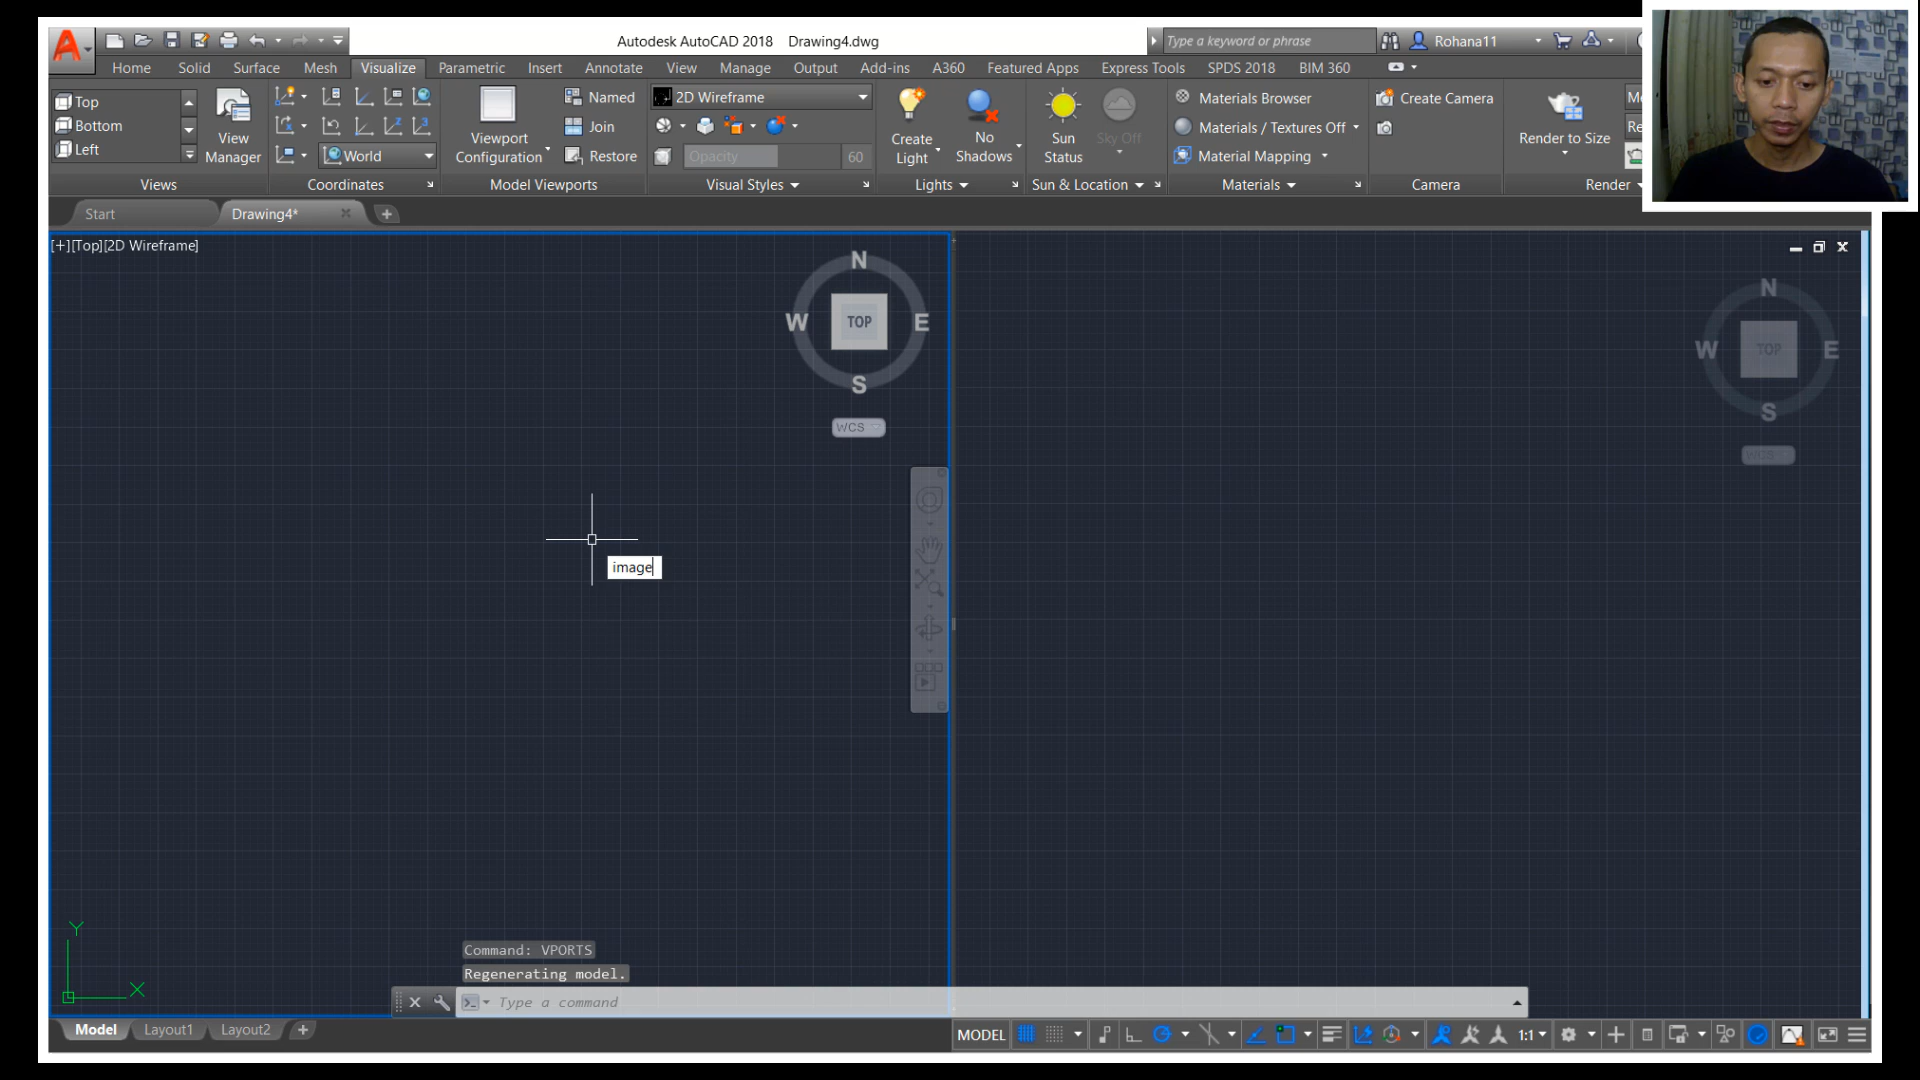 Autodesk AutoCAD 2018 Drawing4.dwg
Type a keyword or phrase
Rohana11
Home Solid Surface Mesh Visualize Parametric Insert Annotate View Manage Output Add-ins A360 Featured Apps Express Tools SPDS 2018 BIM 360
Top
Bottom
Left
View
Manager
Views
World
Coordinates
Viewport
Configuration
Named
Join
Restore
Model Viewports
2D Wireframe
Opacity 60
Visual Styles
Create
Light
No
Shadows
Lights
Sun
Status
Sky Off
Sun & Location
Materials Browser
Materials / Textures Off
Material Mapping
Materials
Create Camera
Camera
Render to Size
Render
Start
Drawing4*
[+][Top][2D Wireframe]
N
W TOP E
S
WCS
N
W TOP E
S
WCS
image
Y
X
Command: VPORTS
Regenerating model.
Type a command
Model Layout1 Layout2
MODEL
1:1